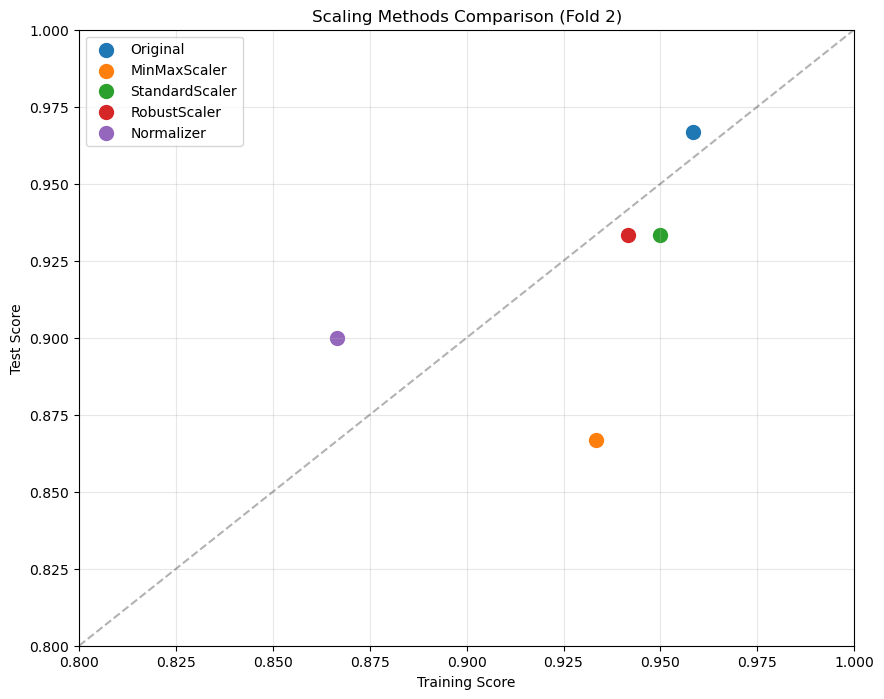 Scaling Methods Comparison (Fold 2)
Original
MinMaxScaler
StandardScaler
RobustScaler
Normalizer
1.000
0.975
0.950
0.925
0.900
0.875
0.850
0.825
0.800
Test Score
0.800 0.825 0.850 0.875 0.900 0.925 0.950 0.975 1.000
Training Score